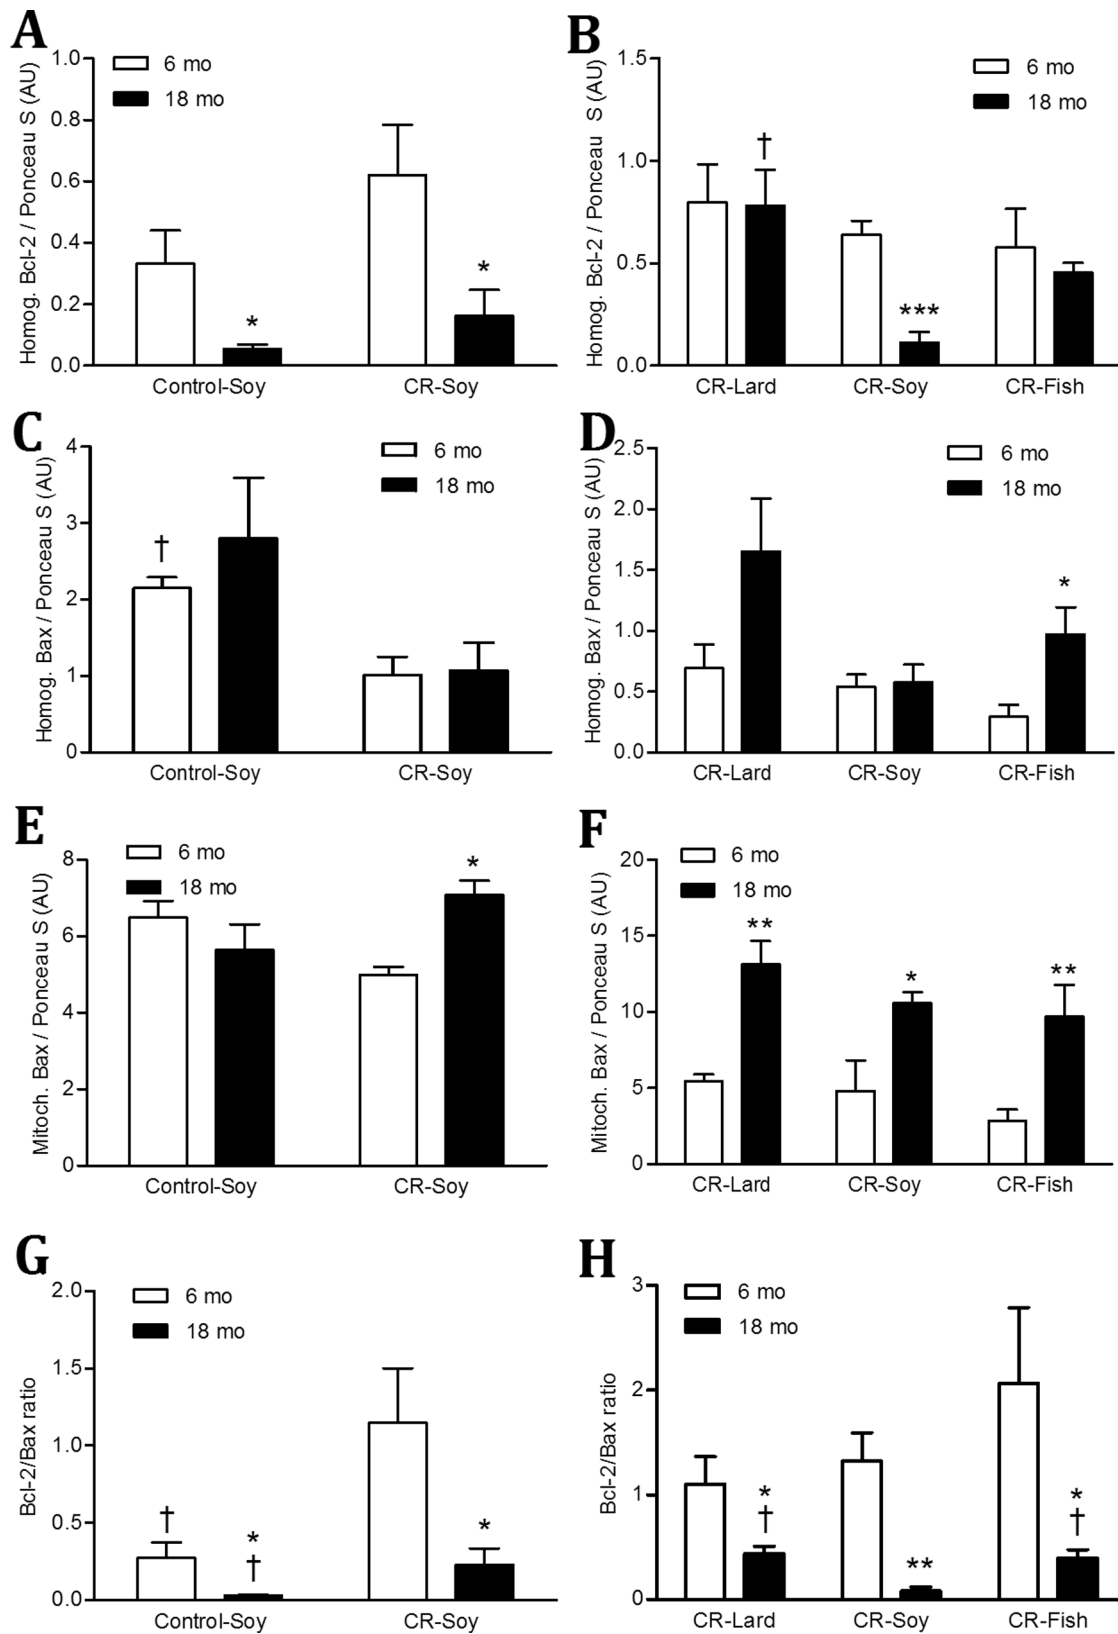 A
Homog. Bcl-2 / Ponceau S (AU)
1.0
0.8
0.6
0.4
0.2
0.0
6 mo
18 mo
*
*
Control-Soy
CR-Soy
B
Homog. Bcl-2 / Ponceau S (AU)
1.5
1.0
0.5
0.0
6 mo
18 mo
†
***
CR-Lard
CR-Soy
CR-Fish
C
Homog. Bax / Ponceau S (AU)
4
3
2
1
0
6 mo
18 mo
†
Control-Soy
CR-Soy
D
Homog. Bax / Ponceau S (AU)
2.5
2.0
1.5
1.0
0.5
0.0
6 mo
18 mo
*
CR-Lard
CR-Soy
CR-Fish
E
Mitoch. Bax / Ponceau S (AU)
8
6
4
2
0
6 mo
18 mo
*
Control-Soy
CR-Soy
F
Mitoch. Bax / Ponceau S (AU)
20
15
10
5
0
6 mo
18 mo
**
*
**
CR-Lard
CR-Soy
CR-Fish
G
Bcl-2/Bax ratio
2.0
1.5
1.0
0.5
0.0
6 mo
18 mo
†
*
†
*
Control-Soy
CR-Soy
H
Bcl-2/Bax ratio
3
2
1
0
6 mo
18 mo
*
†
**
*
†
CR-Lard
CR-Soy
CR-Fish